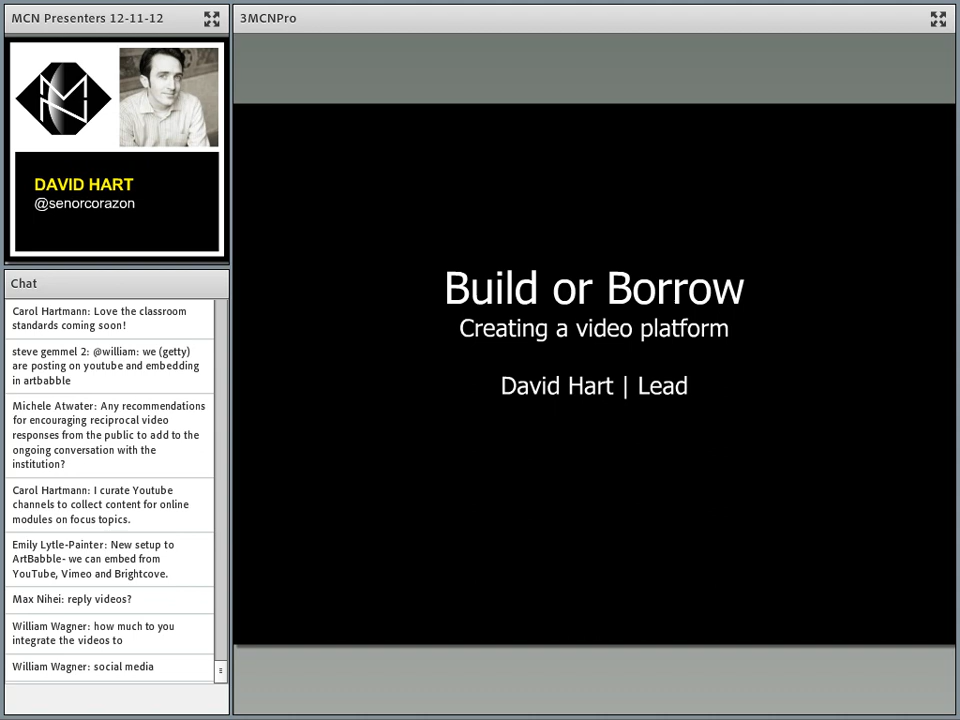 MCN Presenters 12-11-12
DAVID HART
@senorcorazon
Chat
Carol Hartmann: Love the classroom
standards coming soon!
steve gemmel 2: @william: we (getty)
are posting on youtube and embedding
in artbabble
Michele Atwater: Any recommendations
for encouraging reciprocal video
responses from the public to add to the
ongoing conversation with the
institution?
Carol Hartmann: I curate Youtube
channels to collect content for online
modules on focus topics.
Emily Lytle-Painter: New setup to
ArtBabble- we can embed from
YouTube, Vimeo and Brightcove.
Max Nihei: reply videos?
William Wagner: how much to you
integrate the videos to
William Wagner: social media
3MCNPro
Build or Borrow
Creating a video platform
David Hart | Lead